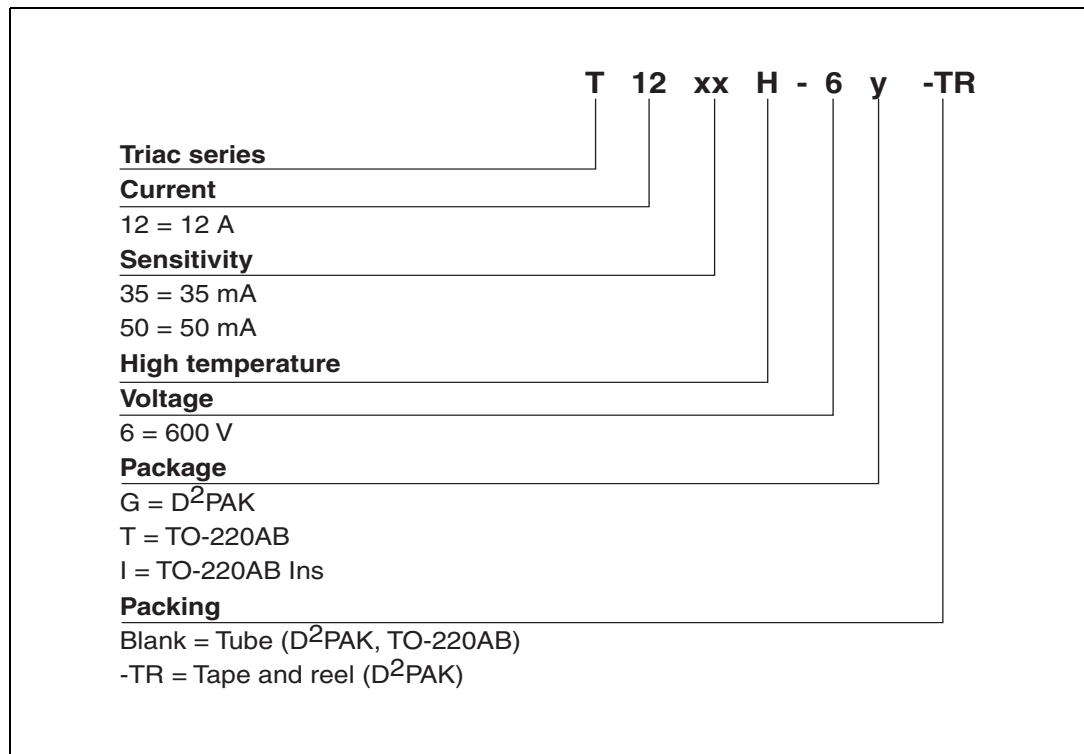 T 12 xx H - 6 y -TR
Triac series
Current
12 = 12 A
Sensitivity
35 = 35 mA
50 = 50 mA
High temperature
Voltage
6 = 600 V
Package
G = D²PAK
T = TO-220AB
I = TO-220AB Ins
Packing
Blank = Tube (D²PAK, TO-220AB)
-TR = Tape and reel (D²PAK)